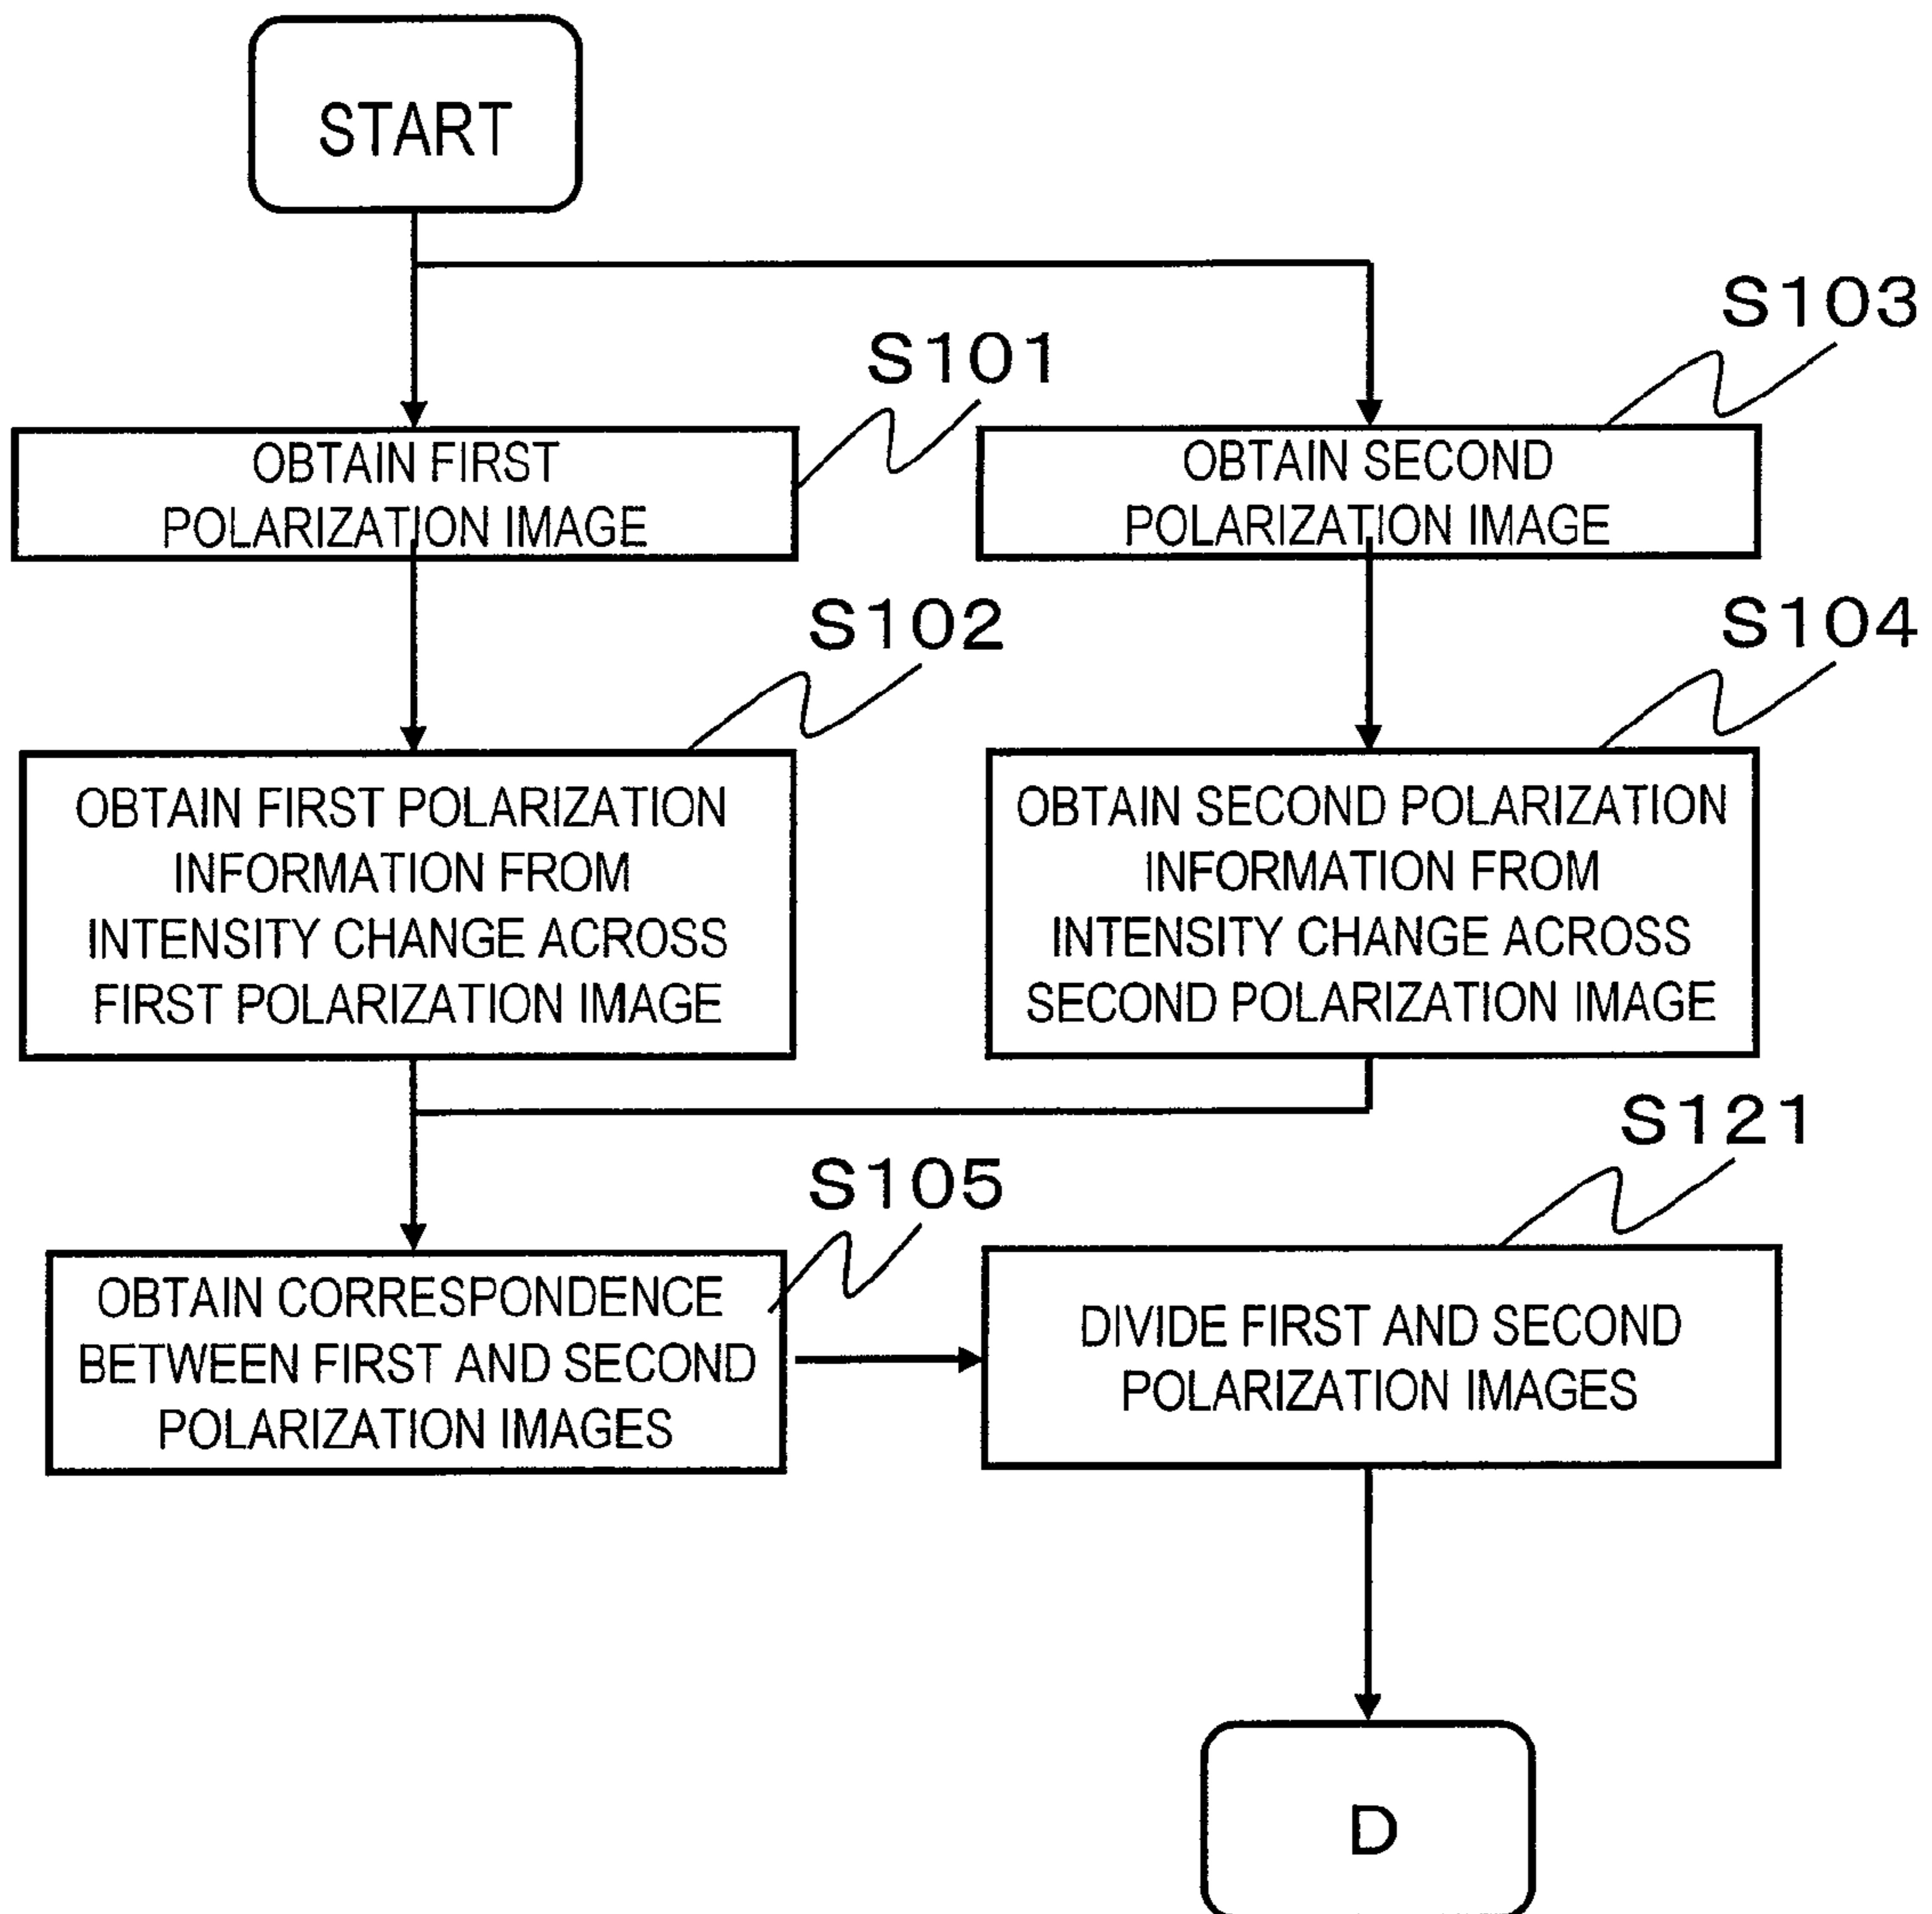 START
S103
S101
OBTAIN FIRST
POLARIZATION IMAGE
OBTAIN SECOND
POLARIZATION IMAGE
S102
S104
OBTAIN FIRST POLARIZATION
INFORMATION FROM
INTENSITY CHANGE ACROSS
FIRST POLARIZATION IMAGE
OBTAIN SECOND POLARIZATION
INFORMATION FROM
INTENSITY CHANGE ACROSS
SECOND POLARIZATION IMAGE
S121
S105
OBTAIN CORRESPONDENCE
BETWEEN FIRST AND SECOND
POLARIZATION IMAGES
DIVIDE FIRST AND SECOND
POLARIZATION IMAGES
D